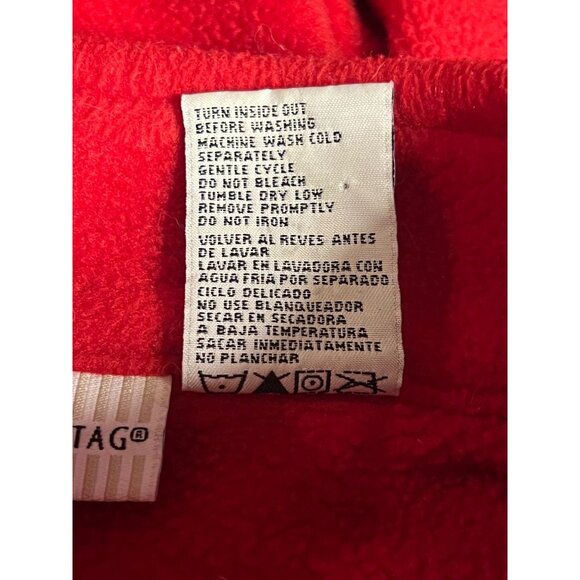 TURN INSIDE OUT
BEFORE WASHING
MACHINE WASH COLD
SEPARATELY
GENTLE CYCLE
DO NOT BLEACH
TUMBLE DRY LOW
REMOVE PROMPTLY
DO NOT IRON
VOLVER AL REVES ANTES
DE LAVAR
LAVAR EN LAVADORA CON
AGUA FRIA POR SEPARADO
CICLO DELICADO
NO USE BLANQUEADOR
SECAR EN SECADORA
A BAJA TEMPERATURA
SACAR INMEDIATAMENTE
NO PLANCHAR
TAG®